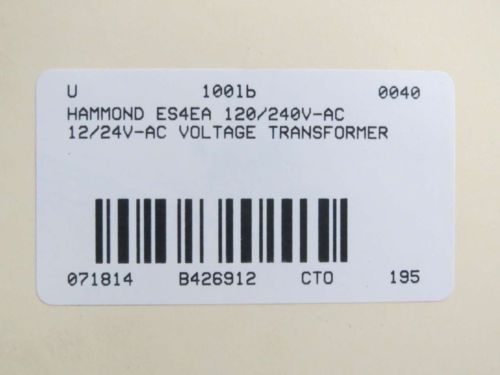 U 1001b 0040
HAMMOND ES4EA 120/240V-AC
12/24V-AC VOLTAGE TRANSFORMER
071814 B426912 CTO 195